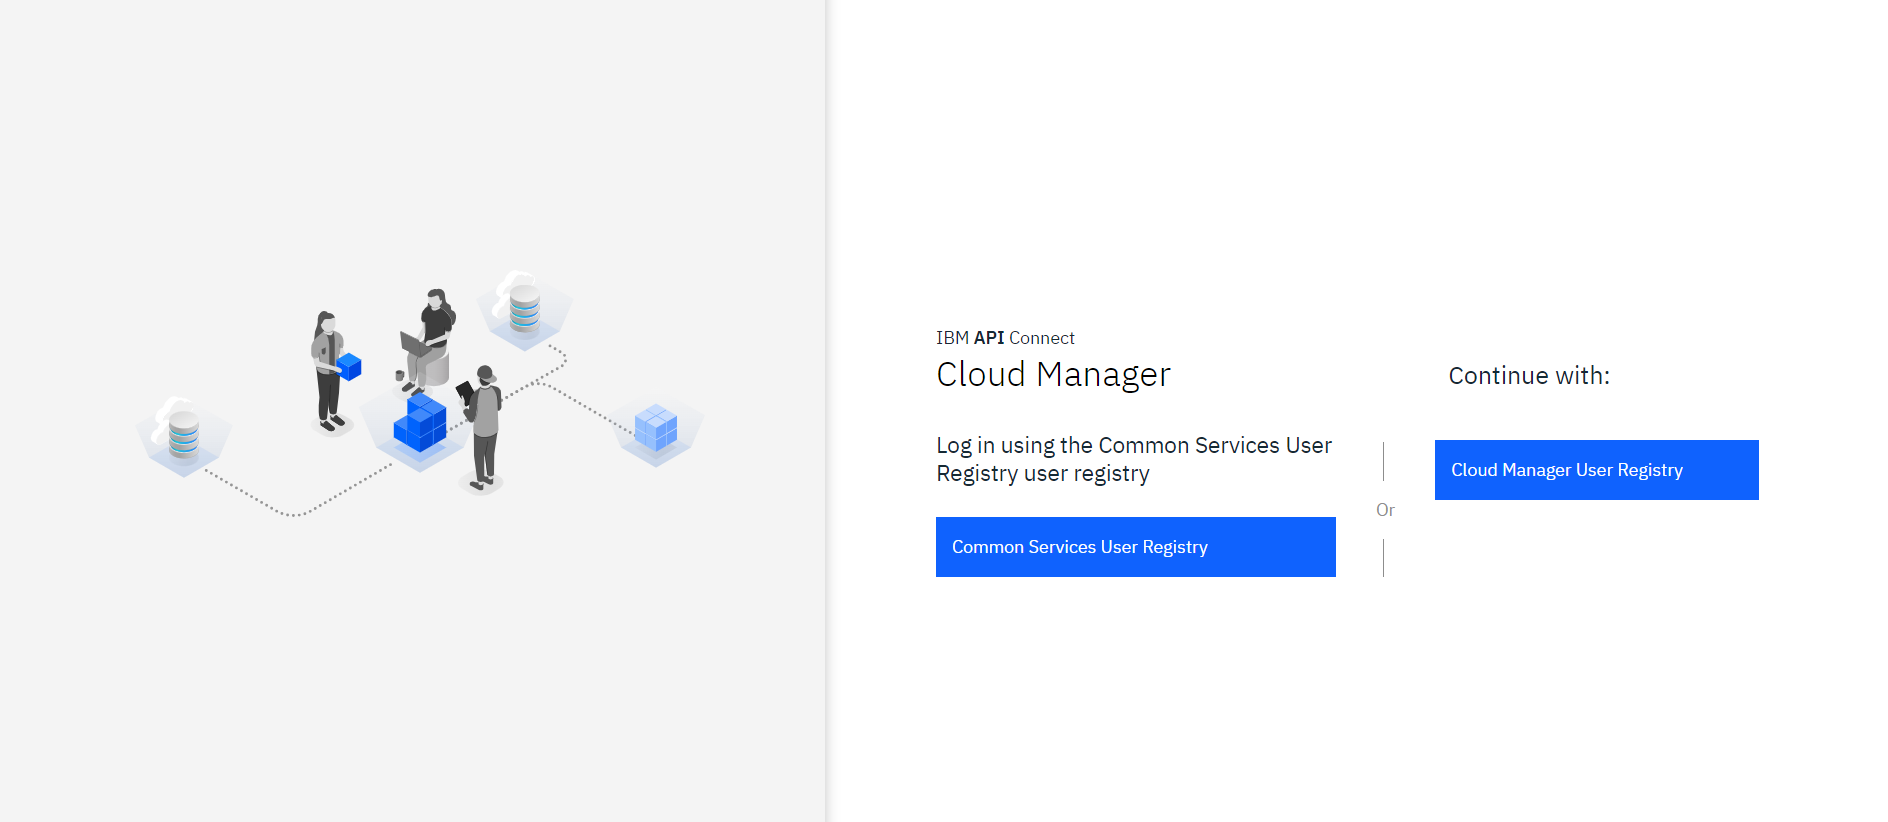 IBM API Connect
Cloud Manager
Log in using the Common Services User
Registry user registry
Common Services User Registry
Or
Continue with:
Cloud Manager User Registry